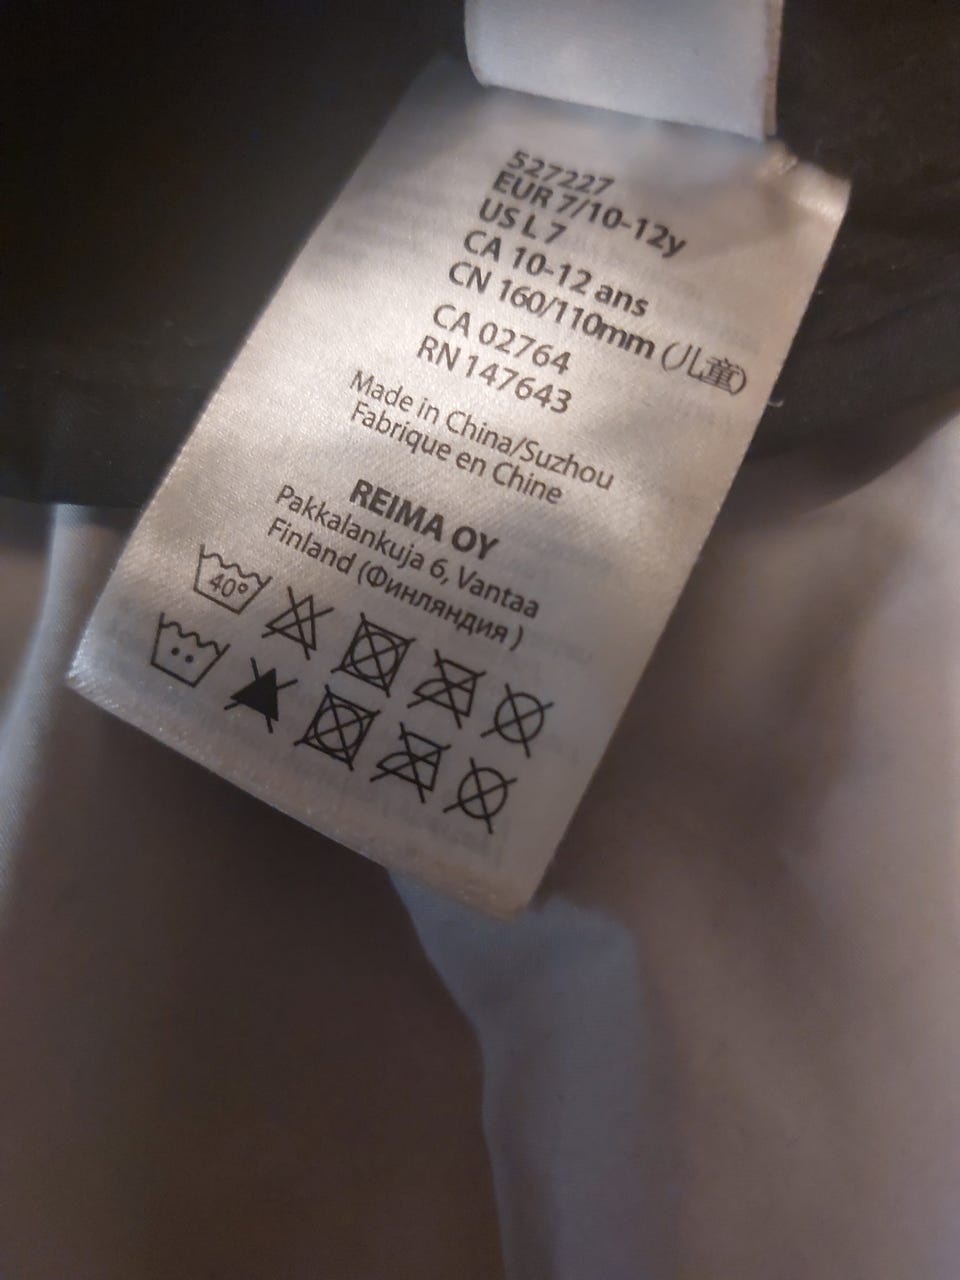 527227
EUR 7/10-12y
US L 7
CA 10-12 ans
CN 160/110mm (儿童)
CA 02764
RN 147643
Made in China/Suzhou
Fabrique en Chine
REIMA OY
Pakkalankuja 6, Vantaa
Finland (Финляндия )
40°